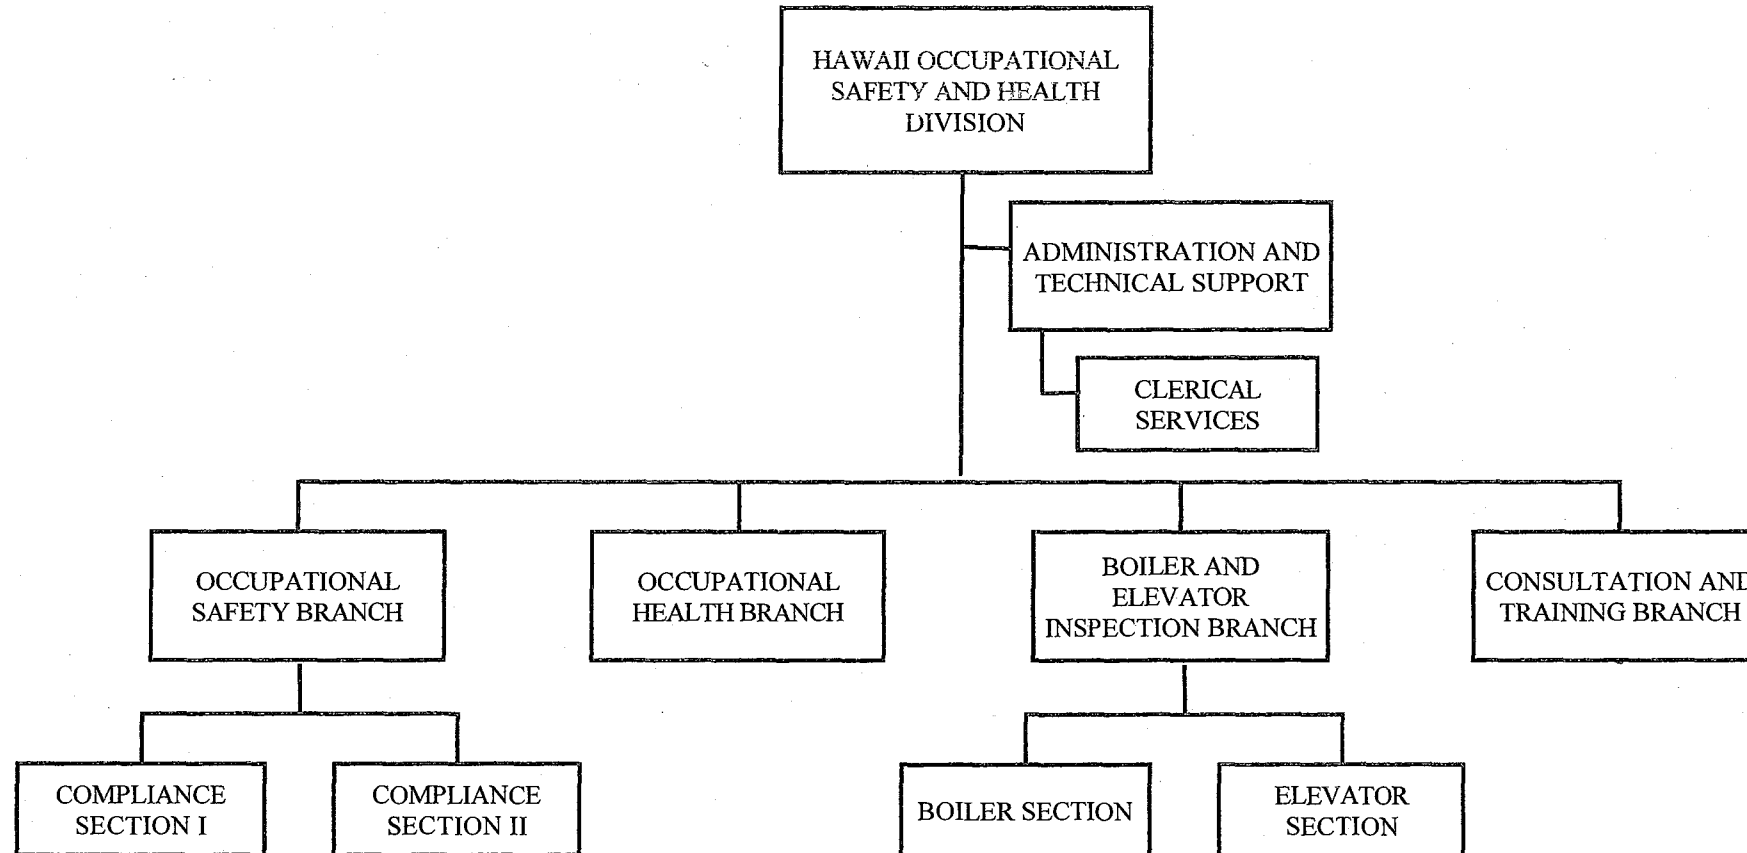 HAWAII OCCUPATIONAL
SAFETY AND HEALTH
DIVISION
ADMINISTRATION AND
TECHNICAL SUPPORT
CLERICAL
SERVICES
OCCUPATIONAL
SAFETY BRANCH
OCCUPATIONAL
HEALTH BRANCH
BOILER AND
ELEVATOR
INSPECTION BRANCH
CONSULTATION AND
TRAINING BRANCH
COMPLIANCE
SECTION I
COMPLIANCE
SECTION II
BOILER SECTION
ELEVATOR
SECTION